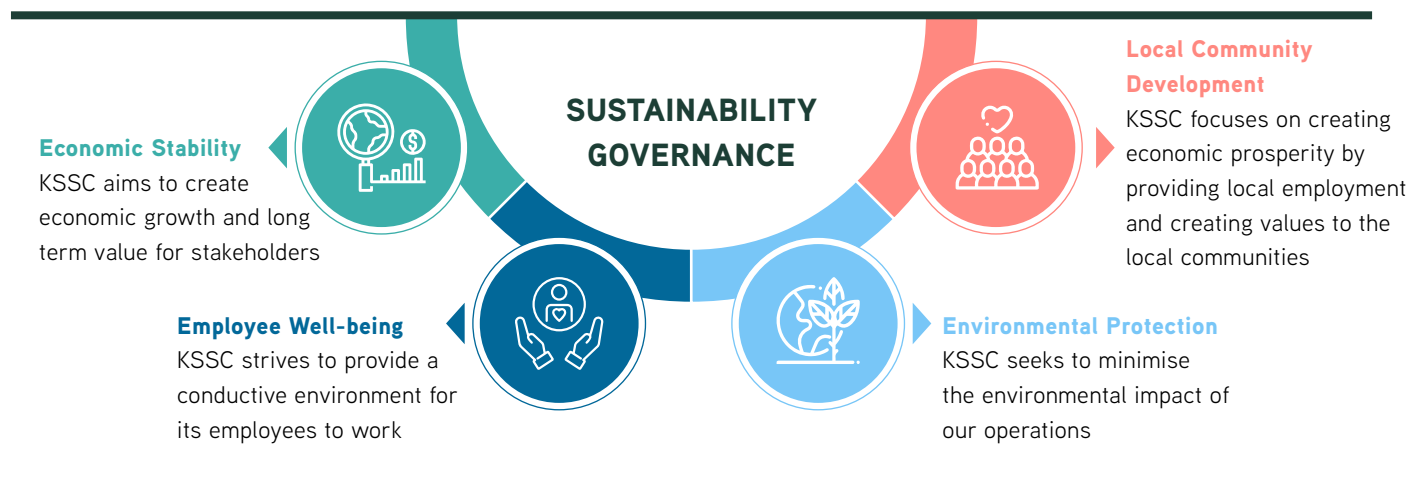 SUSTAINABILITY
GOVERNANCE
Economic Stability
KSSC aims to create
economic growth and long
term value for stakeholders
$
Employee Well-being
KSSC strives to provide a
conductive environment for
its employees to work
Environmental Protection
KSSC seeks to minimise
the environmental impact of
our operations
Local Community
Development
KSSC focuses on creating
economic prosperity by
providing local employment
and creating values to the
local communities